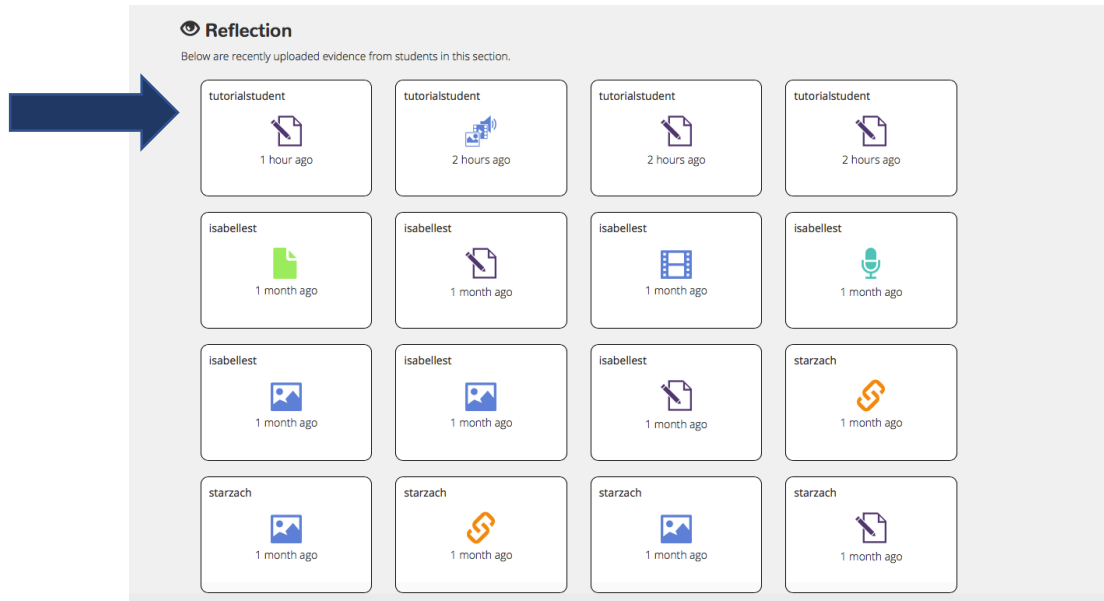 Reflection
Below are recently uploaded evidence from students in this section.
tutorialstudent
1 hour ago
tutorialstudent
2 hours ago
tutorialstudent
2 hours ago
tutorialstudent
2 hours ago
isabellest
1 month ago
isabellest
1 month ago
isabellest
1 month ago
isabellest
1 month ago
isabellest
1 month ago
isabellest
1 month ago
isabellest
1 month ago
starzach
1 month ago
starzach
1 month ago
starzach
1 month ago
starzach
1 month ago
starzach
1 month ago